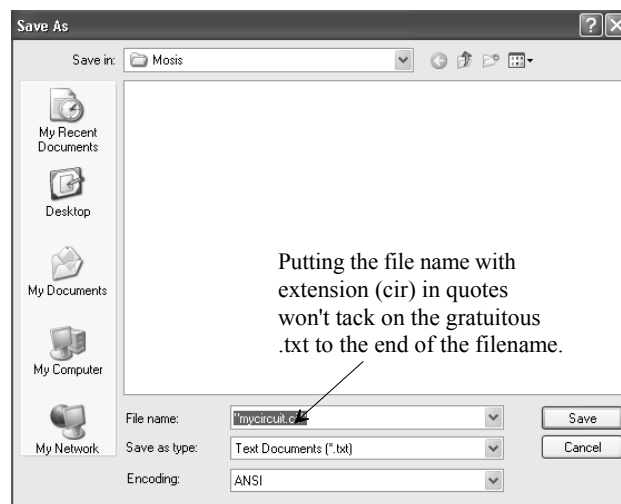 Save As
Save in: Mosis
My Recent
Documents
Desktop
My Documents
My Computer
My Network
Putting the file name with
extension (cir) in quotes
won't tack on the gratuitous
.txt to the end of the filename.
File name: "mycircuit.c
Save
Save as type: Text Documents (*.txt)
Cancel
Encoding: ANSI